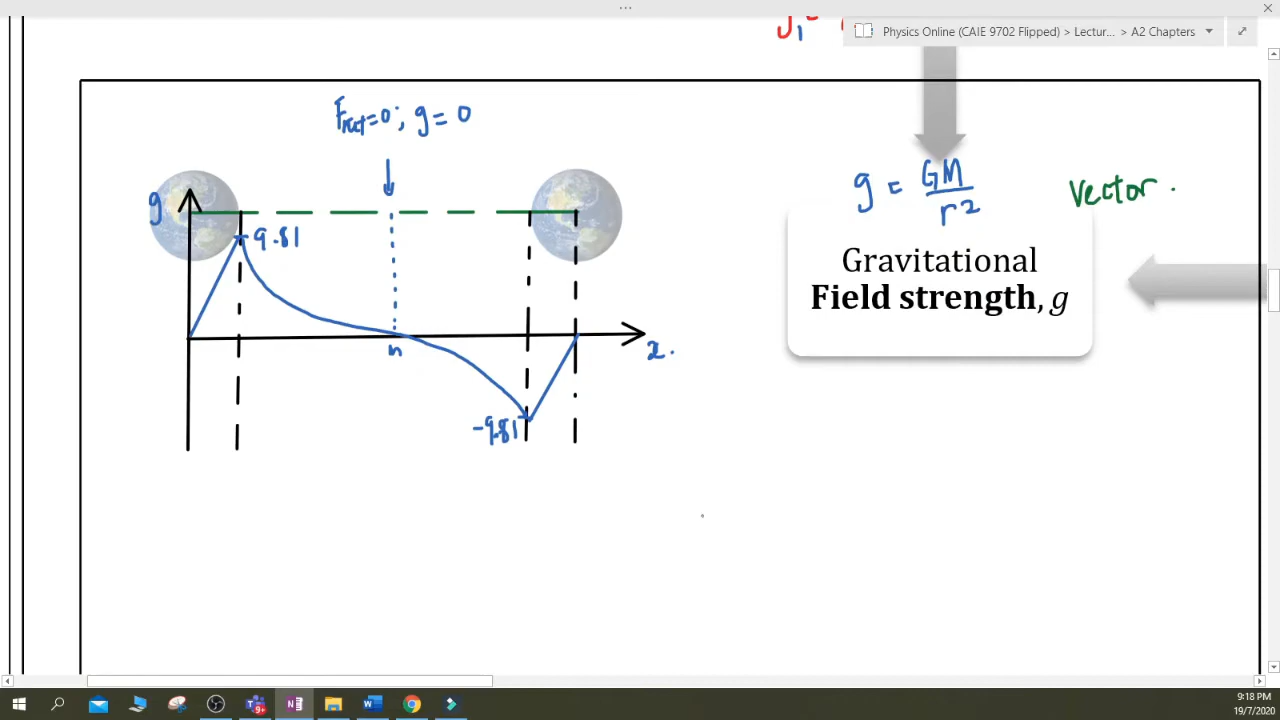 Physics Online (CAIE 9702 Flipped) > Lectur... > A2 Chapters
Fnet=0; g=0
g
9.81
n
x.
-9.81
g = GM/r²
vector.
Gravitational
Field strength, g
9:18 PM
19/7/2020